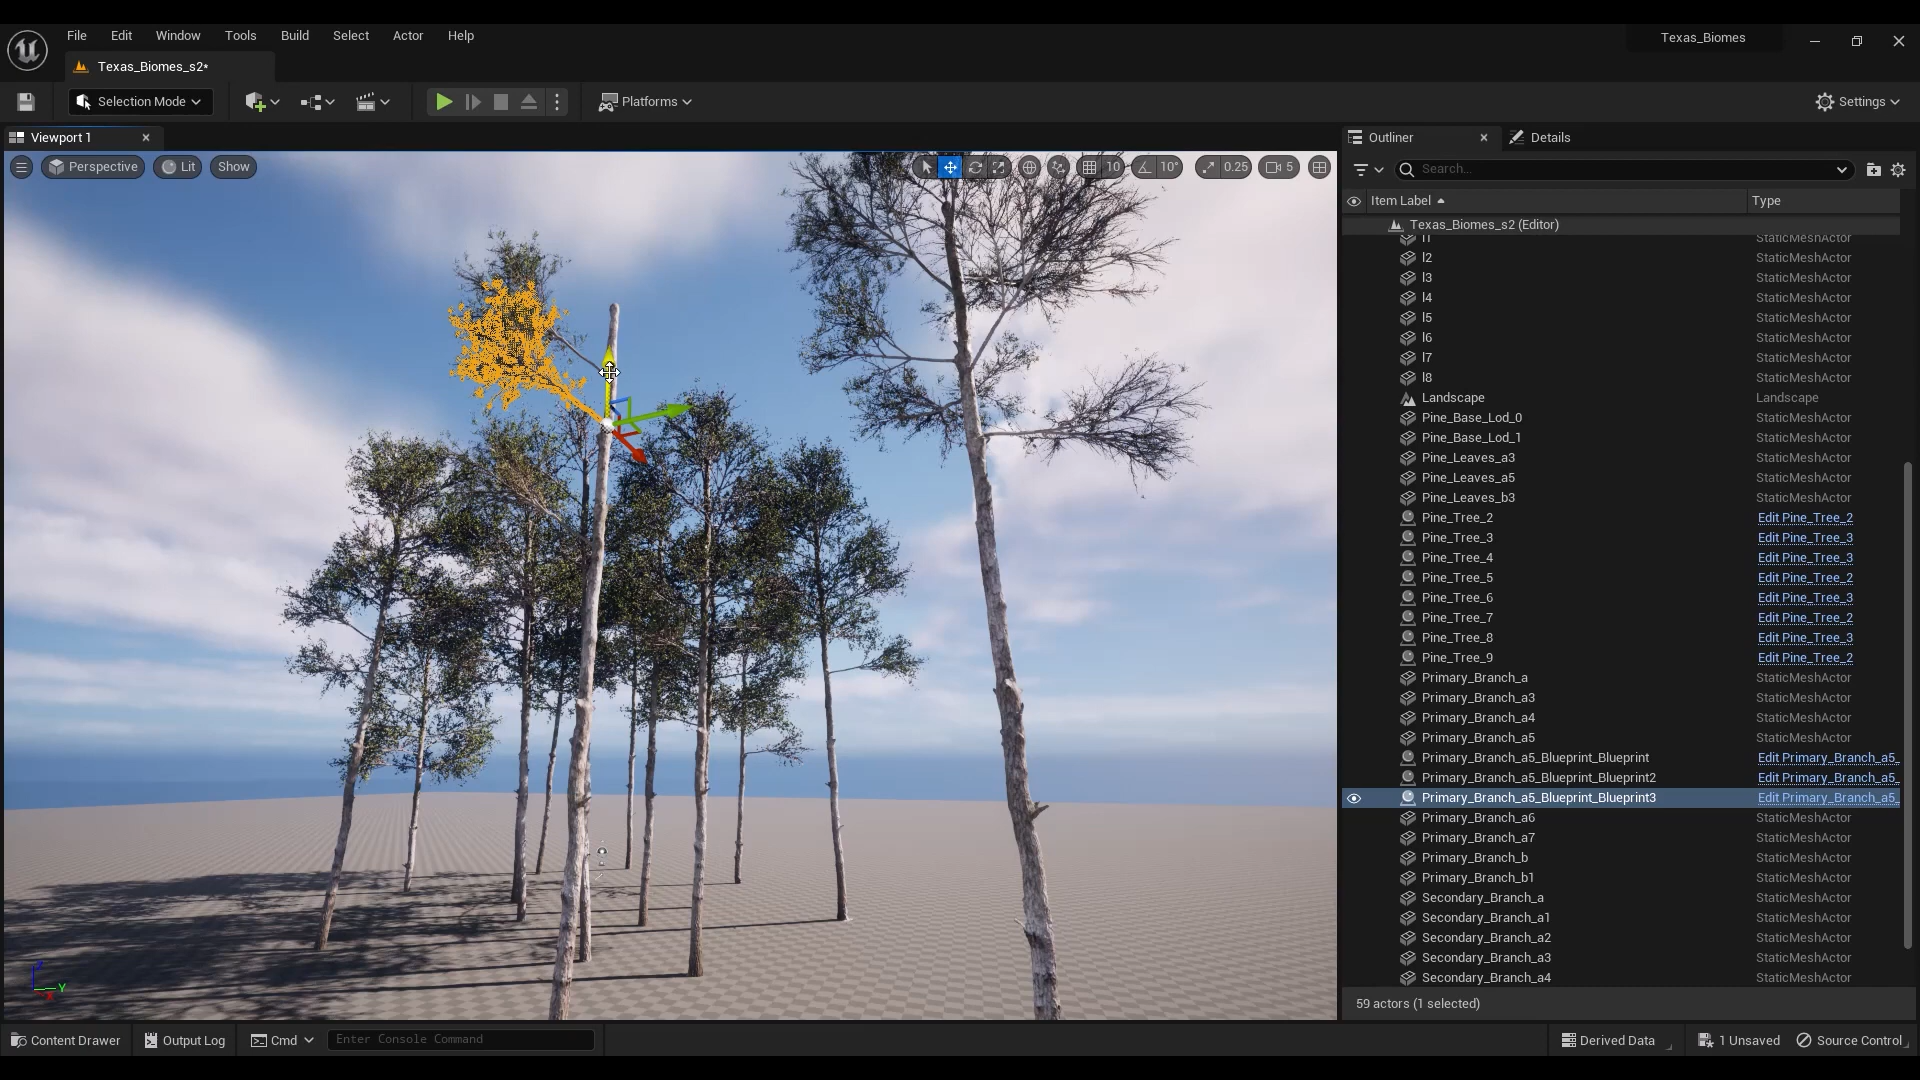 File Edit Window Tools Build Select Actor Help
Texas_Biomes
Texas_Biomes_s2*
Selection Mode
Platforms
Settings
Viewport 1
Outliner
Details
Perspective
Lit
Show
10
10°
0.25
5
Search...
Item Label
Type
Texas_Biomes_s2 (Editor)
l1 StaticMeshActor
l2 StaticMeshActor
l3 StaticMeshActor
l4 StaticMeshActor
l5 StaticMeshActor
l6 StaticMeshActor
l7 StaticMeshActor
l8 StaticMeshActor
Landscape Landscape
Pine_Base_Lod_0 StaticMeshActor
Pine_Base_Lod_1 StaticMeshActor
Pine_Leaves_a3 StaticMeshActor
Pine_Leaves_a5 StaticMeshActor
Pine_Leaves_b3 StaticMeshActor
Pine_Tree_2 Edit Pine_Tree_2
Pine_Tree_3 Edit Pine_Tree_3
Pine_Tree_4 Edit Pine_Tree_3
Pine_Tree_5 Edit Pine_Tree_2
Pine_Tree_6 Edit Pine_Tree_3
Pine_Tree_7 Edit Pine_Tree_2
Pine_Tree_8 Edit Pine_Tree_3
Pine_Tree_9 Edit Pine_Tree_2
Primary_Branch_a StaticMeshActor
Primary_Branch_a3 StaticMeshActor
Primary_Branch_a4 StaticMeshActor
Primary_Branch_a5 StaticMeshActor
Primary_Branch_a5_Blueprint_Blueprint Edit Primary_Branch_a5_
Primary_Branch_a5_Blueprint_Blueprint2 Edit Primary_Branch_a5_
Primary_Branch_a5_Blueprint_Blueprint3 Edit Primary_Branch_a5_
Primary_Branch_a6 StaticMeshActor
Primary_Branch_a7 StaticMeshActor
Primary_Branch_b StaticMeshActor
Primary_Branch_b1 StaticMeshActor
Secondary_Branch_a StaticMeshActor
Secondary_Branch_a1 StaticMeshActor
Secondary_Branch_a2 StaticMeshActor
Secondary_Branch_a3 StaticMeshActor
Secondary_Branch_a4 StaticMeshActor
59 actors (1 selected)
Z
Y
X
Content Drawer
Output Log
Cmd
Enter Console Command
Derived Data
1 Unsaved
Source Control